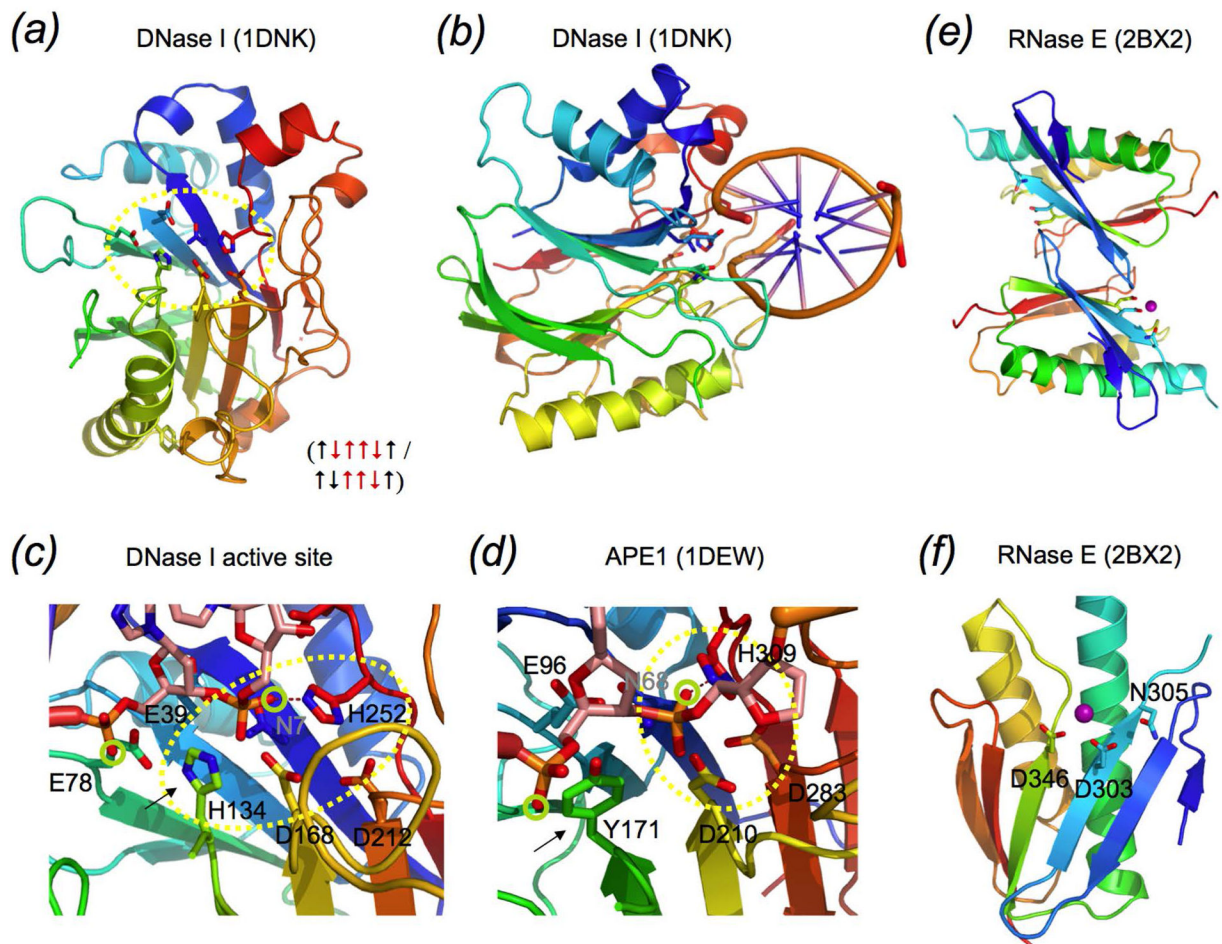 (a)
DNase I (1DNK)
(↑↓↑↑↓↑ /
↑↓↑↑↓↑)
(b)
DNase I (1DNK)
(e)
RNase E (2BX2)
(c)
DNase I active site
E39
N7
H252
E78
H134
D168
D212
(d)
APE1 (1DEW)
E96
N68
H309
D283
Y171
D210
(f)
RNase E (2BX2)
N305
D346
D303